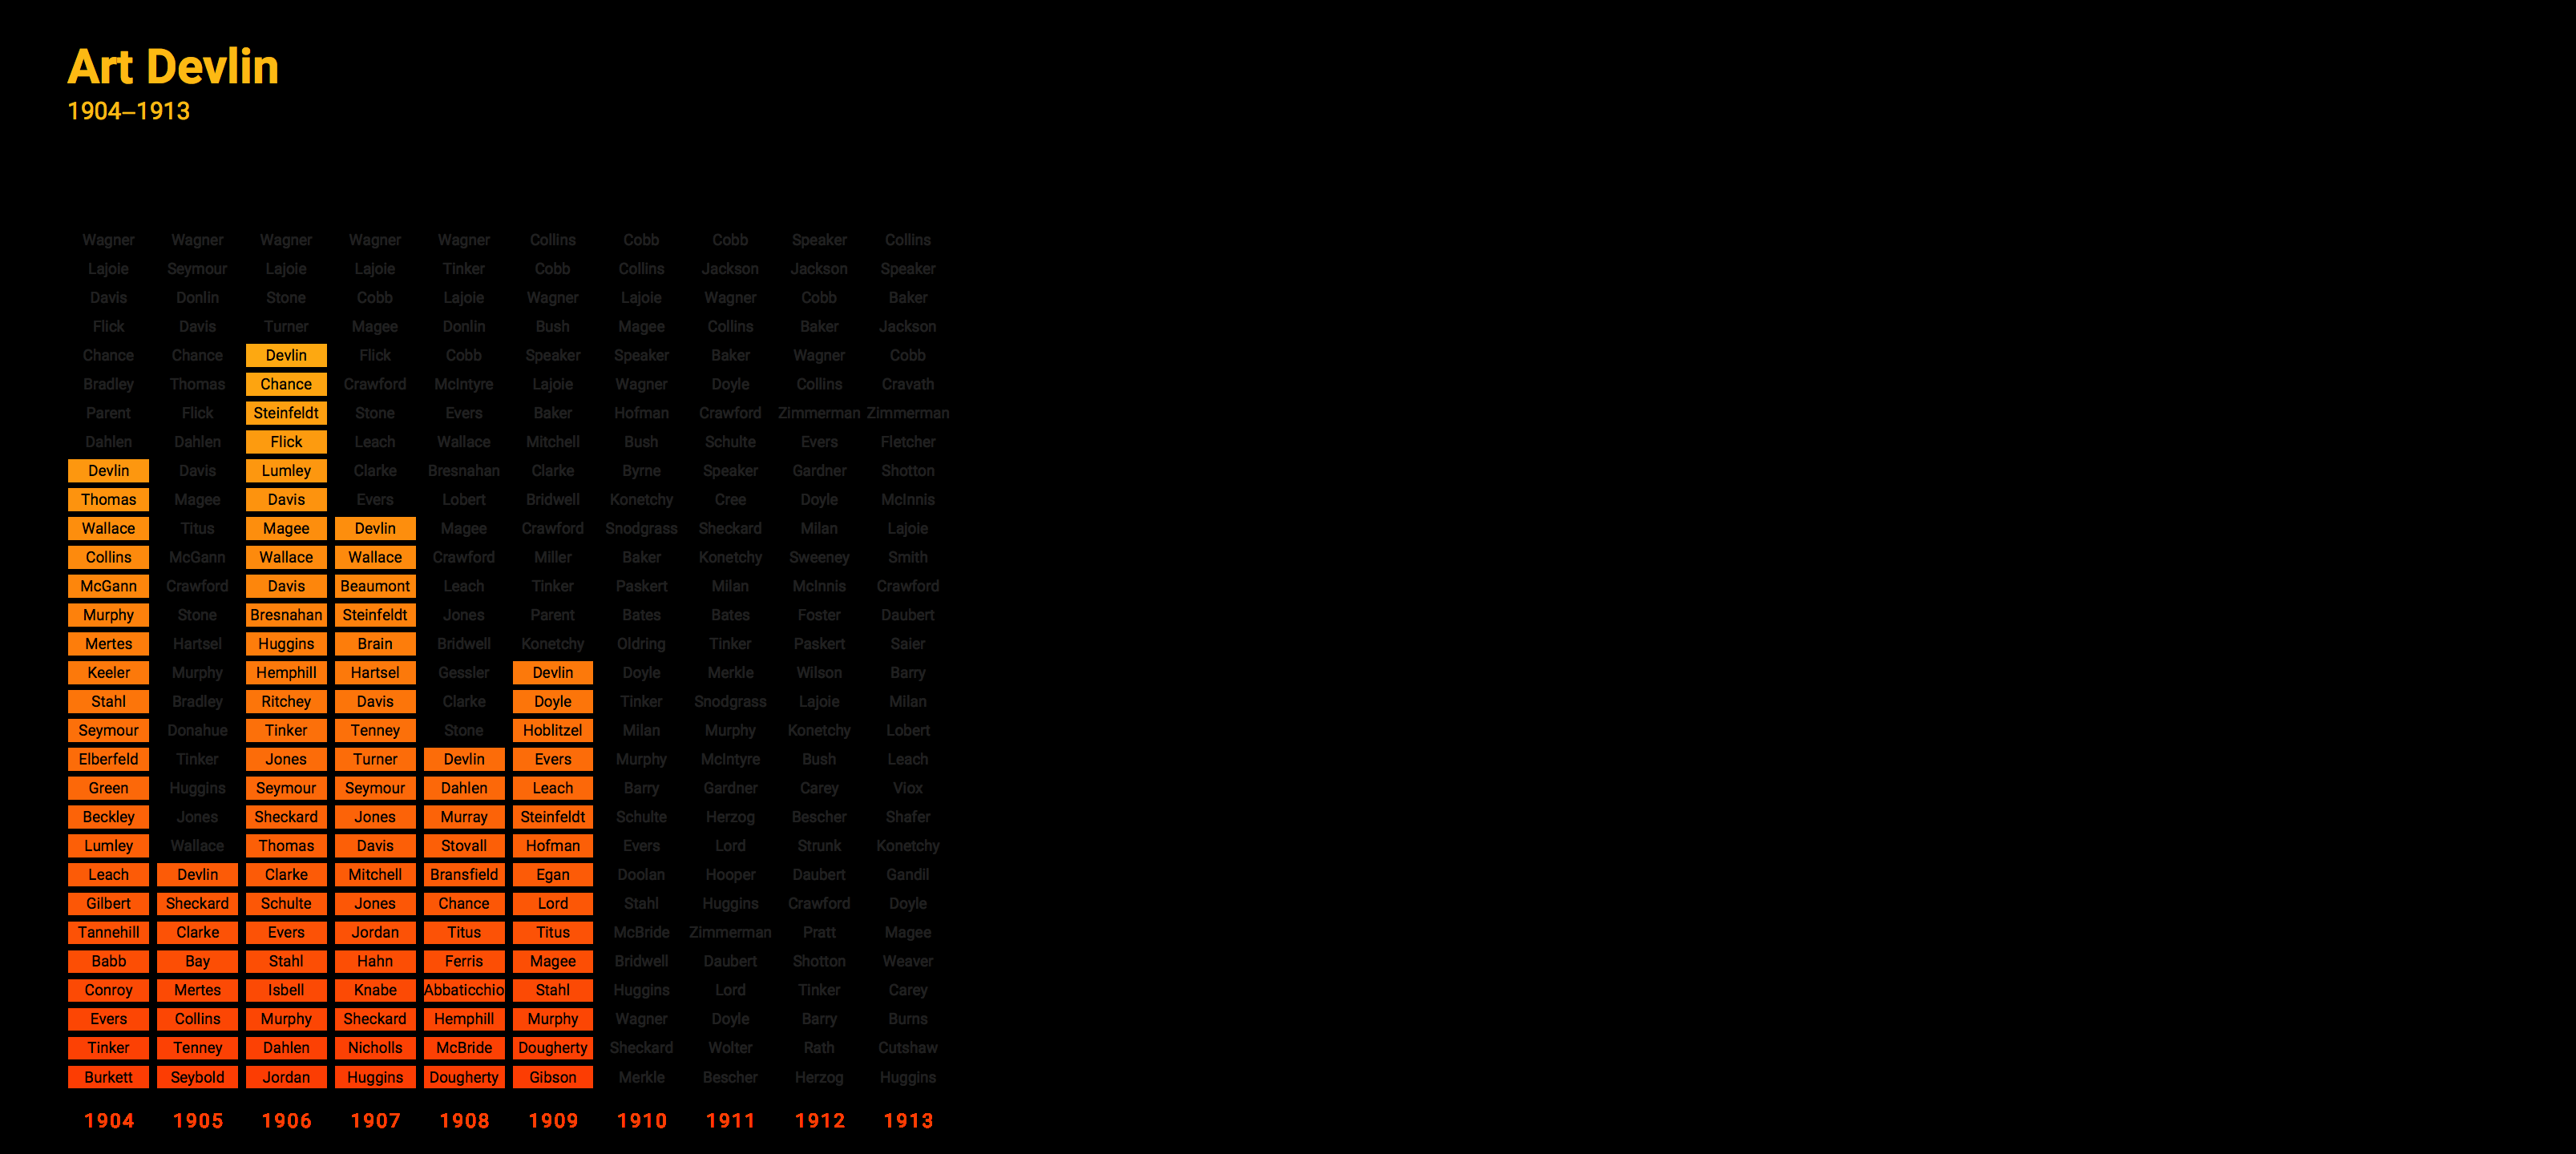 Art Devlin
1904–1913
Wagner Wagner Wagner Wagner Wagner Collins Cobb Cobb Speaker Collins
Lajoie Seymour Lajoie Lajoie Tinker Cobb Collins Jackson Jackson Speaker
Davis Donlin Stone Cobb Lajoie Wagner Lajoie Wagner Cobb Baker
Flick Davis Turner Magee Donlin Bush Magee Collins Baker Jackson
Chance Chance Devlin Flick Cobb Speaker Speaker Baker Wagner Cobb
Bradley Thomas Chance Crawford McIntyre Lajoie Wagner Doyle Collins Cravath
Parent Flick Steinfeldt Stone Evers Baker Hofman Crawford Zimmerman Zimmerman
Dahlen Dahlen Flick Leach Wallace Mitchell Bush Schulte Evers Fletcher
Devlin Davis Lumley Clarke Bresnahan Clarke Byrne Speaker Gardner Shotton
Thomas Magee Davis Evers Lobert Bridwell Konetchy Cree Doyle McInnis
Wallace Titus Magee Devlin Magee Crawford Snodgrass Sheckard Milan Lajoie
Collins McGann Wallace Wallace Crawford Miller Baker Konetchy Sweeney Smith
McGann Crawford Davis Beaumont Leach Tinker Paskert Milan McInnis Crawford
Murphy Stone Bresnahan Steinfeldt Jones Parent Bates Bates Foster Daubert
Mertes Hartsel Huggins Brain Bridwell Konetchy Oldring Tinker Paskert Saier
Keeler Murphy Hemphill Hartsel Gessler Devlin Doyle Merkle Wilson Barry
Stahl Bradley Ritchey Davis Clarke Doyle Tinker Snodgrass Lajoie Milan
Seymour Donahue Tinker Tenney Stone Hoblitzel Milan Murphy Konetchy Lobert
Elberfeld Tinker Jones Turner Devlin Evers Murphy McIntyre Bush Leach
Green Huggins Seymour Seymour Dahlen Leach Barry Gardner Carey Viox
Beckley Jones Sheckard Jones Murray Steinfeldt Schulte Herzog Bescher Shafer
Lumley Wallace Thomas Davis Stovall Hofman Evers Lord Strunk Konetchy
Leach Devlin Clarke Mitchell Bransfield Egan Doolan Hooper Daubert Gandil
Gilbert Sheckard Schulte Jones Chance Lord Stahl Huggins Crawford Doyle
Tannehill Clarke Evers Jordan Titus Titus McBride Zimmerman Pratt Magee
Babb Bay Stahl Hahn Ferris Magee Bridwell Daubert Shotton Weaver
Conroy Mertes Isbell Knabe Abbaticchio Stahl Huggins Lord Tinker Carey
Evers Collins Murphy Sheckard Hemphill Murphy Wagner Doyle Barry Burns
Tinker Tenney Dahlen Nicholls McBride Dougherty Sheckard Wolter Rath Cutshaw
Burkett Seybold Jordan Huggins Dougherty Gibson Merkle Bescher Herzog Huggins
1904 1905 1906 1907 1908 1909 1910 1911 1912 1913